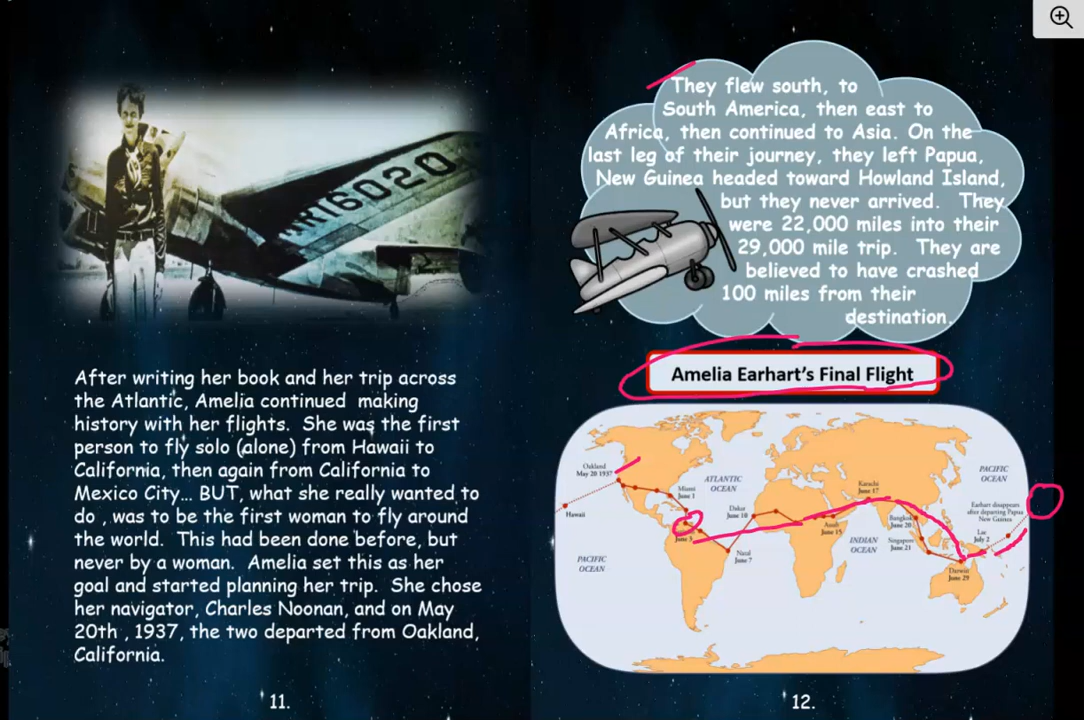 NR16020
After writing her book and her trip across
the Atlantic, Amelia continued making
history with her flights. She was the first
person to fly solo (alone) from Hawaii to
California, then again from California to
Mexico City... BUT, what she really wanted to
do , was to be the first woman to fly around
the world. This had been done before, but
never by a woman. Amelia set this as her
goal and started planning her trip. She chose
her navigator, Charles Noonan, and on May
20th , 1937, the two departed from Oakland,
California.
11.
They flew south, to
South America, then east to
Africa, then continued to Asia. On the
last leg of their journey, they left Papua,
New Guinea headed toward Howland Island,
but they never arrived. They
were 22,000 miles into their
29,000 mile trip. They are
believed to have crashed
100 miles from their
destination.
Amelia Earhart's Final Flight
Oakland
May 20 1937
Hawaii
Miami
June 1
June 3
ATLANTIC
OCEAN
Dakar
June 10
Natal
June 7
Karachi
June 17
Assab
June 15
INDIAN
OCEAN
Bangkok
June 20
Singapore
June 21
Darwin
June 29
Lae
July 2
Earhart disappears
after departing Papua
New Guinea
PACIFIC
OCEAN
PACIFIC
OCEAN
12.